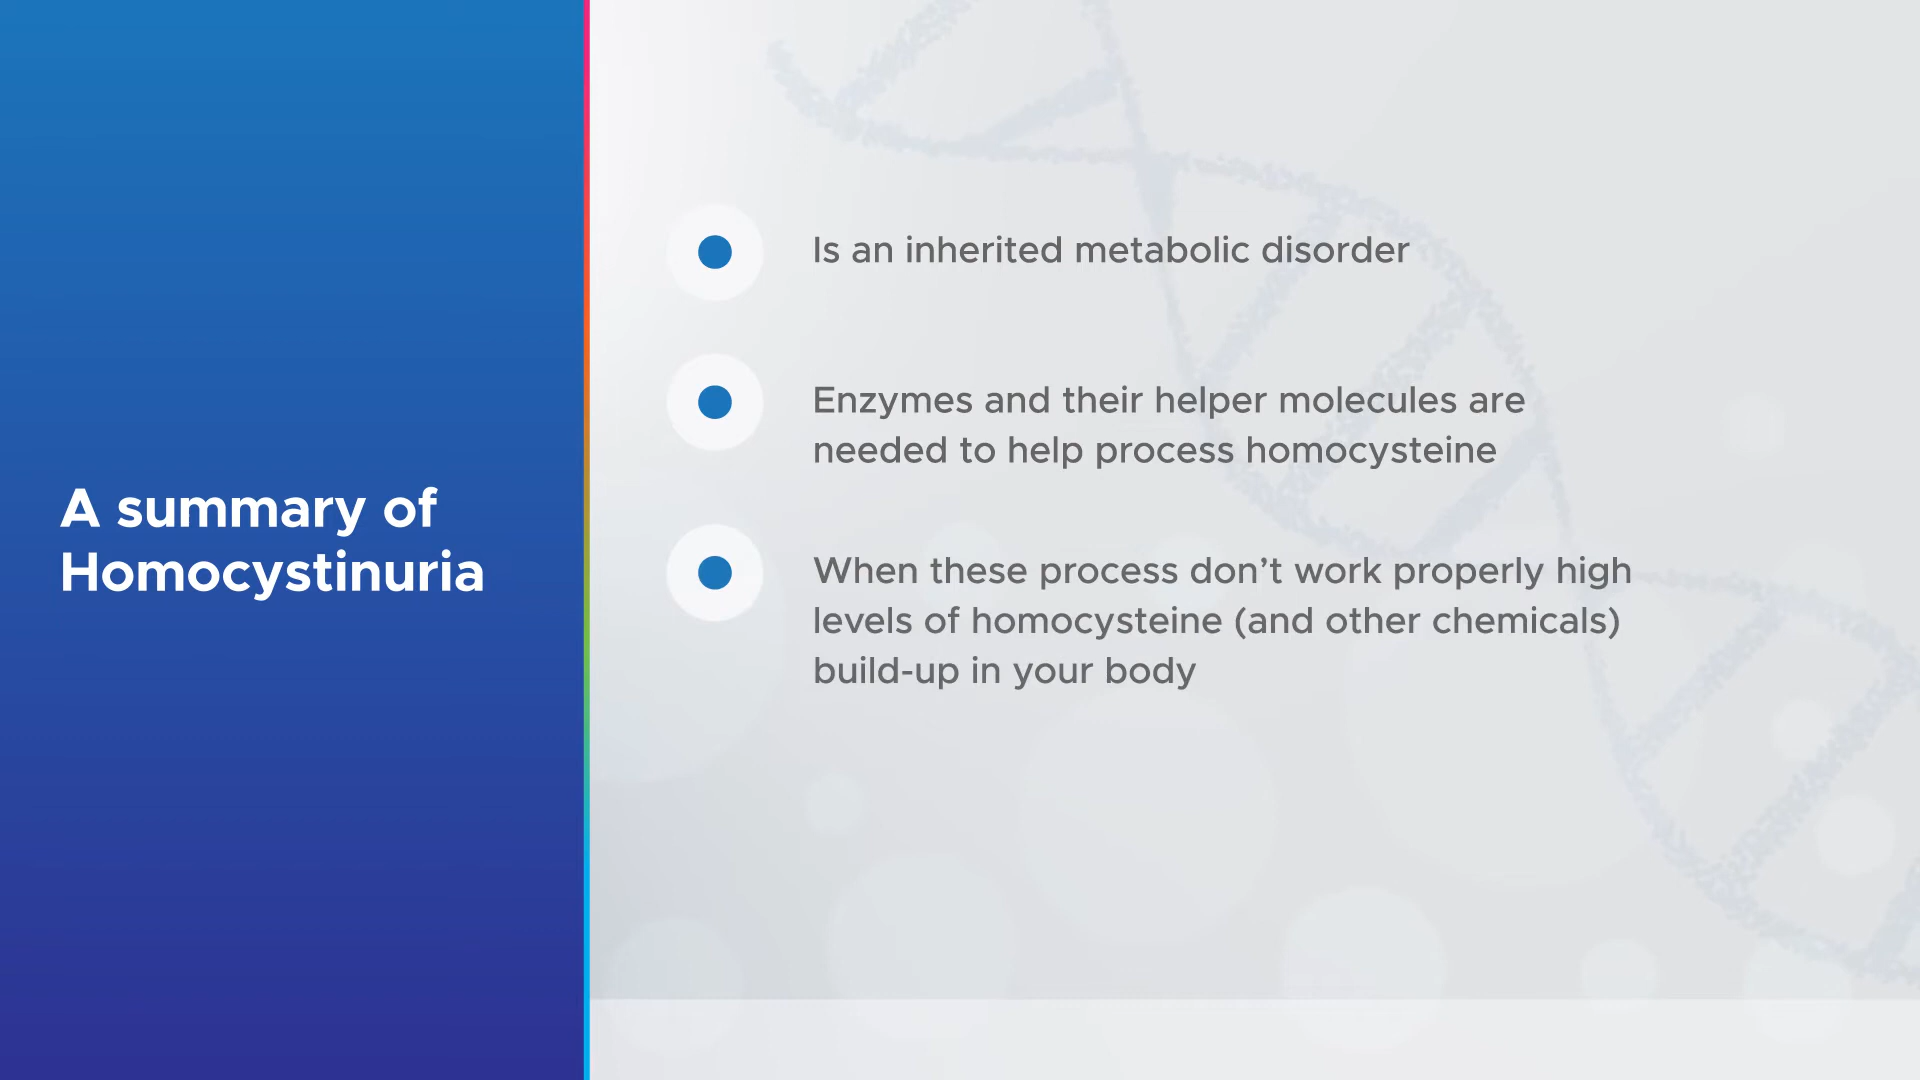 A summary of
Homocystinuria
Is an inherited metabolic disorder
Enzymes and their helper molecules are
needed to help process homocysteine
When these process don’t work properly high
levels of homocysteine (and other chemicals)
build-up in your body